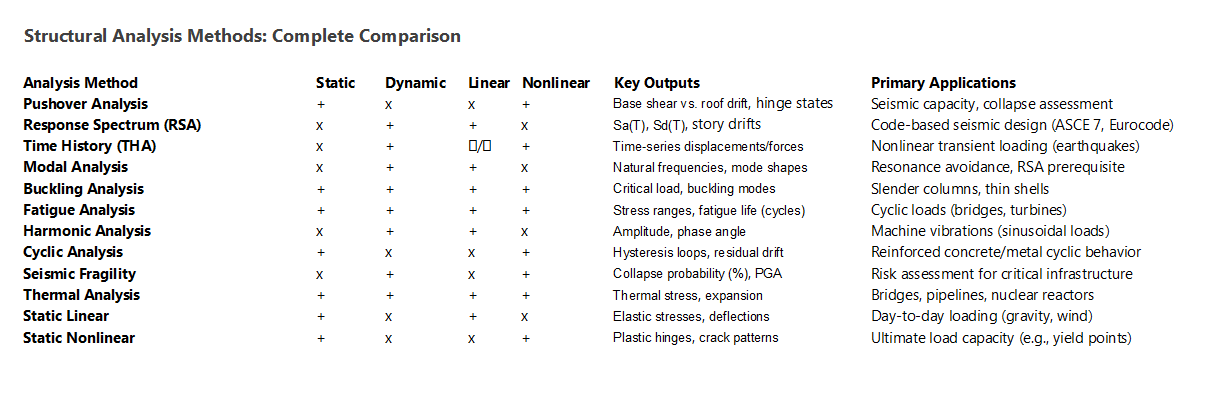 Structural Analysis Methods: Complete Comparison
Analysis Method Static Dynamic Linear Nonlinear Key Outputs Primary Applications
Pushover Analysis + x x + Base shear vs. roof drift, hinge states Seismic capacity, collapse assessment
Response Spectrum (RSA) x + + x Sa(T), Sd(T), story drifts Code-based seismic design (ASCE 7, Eurocode)
Time History (THA) x + □/□ + Time-series displacements/forces Nonlinear transient loading (earthquakes)
Modal Analysis x + + x Natural frequencies, mode shapes Resonance avoidance, RSA prerequisite
Buckling Analysis + + + + Critical load, buckling modes Slender columns, thin shells
Fatigue Analysis + + + + Stress ranges, fatigue life (cycles) Cyclic loads (bridges, turbines)
Harmonic Analysis x + + x Amplitude, phase angle Machine vibrations (sinusoidal loads)
Cyclic Analysis + x x + Hysteresis loops, residual drift Reinforced concrete/metal cyclic behavior
Seismic Fragility x + x + Collapse probability (%), PGA Risk assessment for critical infrastructure
Thermal Analysis + + + + Thermal stress, expansion Bridges, pipelines, nuclear reactors
Static Linear + x + x Elastic stresses, deflections Day-to-day loading (gravity, wind)
Static Nonlinear + x x + Plastic hinges, crack patterns Ultimate load capacity (e.g., yield points)